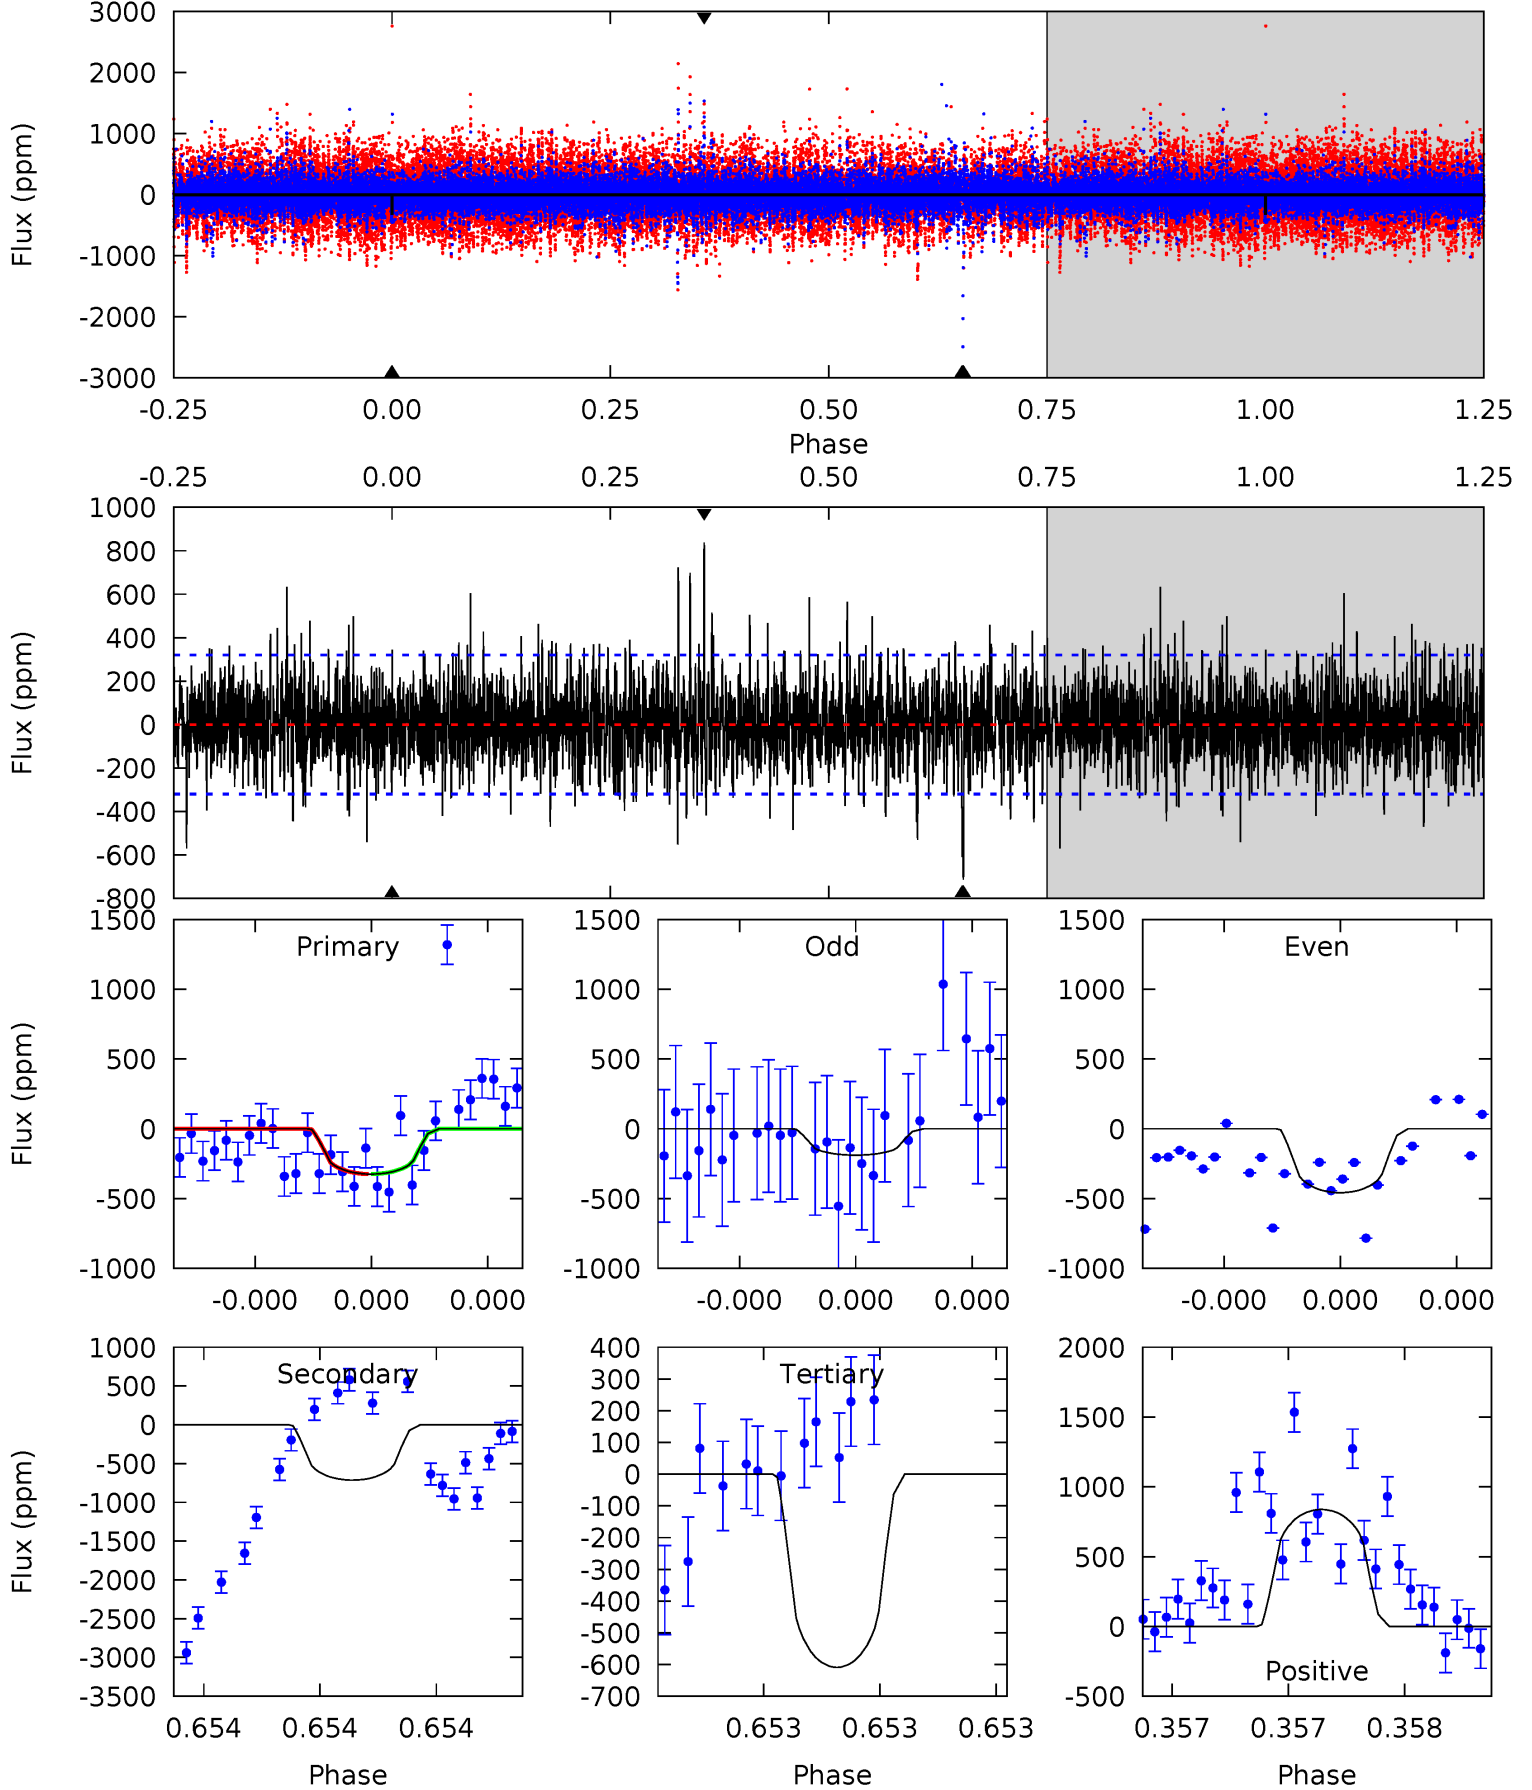 3000
2000
1000
0
-1000
-2000
-3000
Flux (ppm)
-0.25 0.00 0.25 0.50 0.75 1.00 1.25
Phase
-0.25 0.00 0.25 0.50 0.75 1.00 1.25
1000
800
600
400
200
0
-200
-400
-600
-800
Flux (ppm)
Primary
1500
1000
500
0
-500
-1000
Flux (ppm)
-0.000 0.000 0.000
Odd
1500
1000
500
0
-500
-1000
-0.000 0.000 0.000
Even
1500
1000
500
0
-500
-1000
-0.000 0.000 0.000
Secondary
1000
500
0
-500
-1000
-1500
-2000
-2500
-3000
-3500
Flux (ppm)
0.654 0.654 0.654
Phase
Tertiary
400
300
200
100
0
-100
-200
-300
-400
-500
-600
-700
0.653 0.653 0.653
Phase
2000
1500
1000
500
0
-500
Positive
0.357 0.357 0.358
Phase